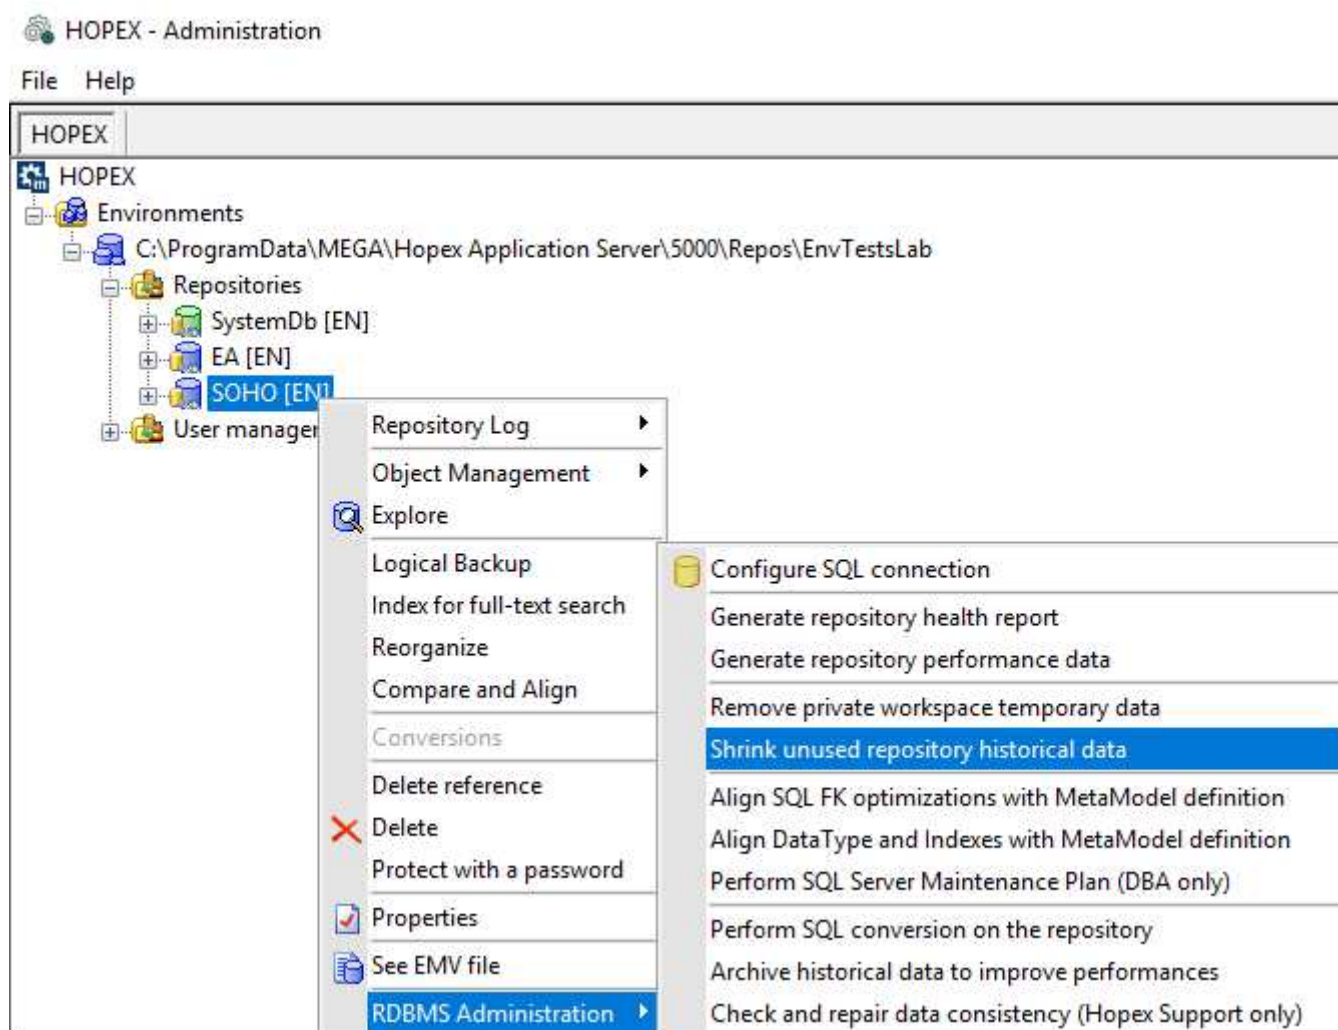 HOPEX - Administration
File Help
HOPEX
HOPEX
Environments
C:\ProgramData\MEGA\Hopex Application Server\5000\Repos\EnvTestsLab
Repositories
SystemDb [EN]
EA [EN]
SOHO [EN]
User manager
Repository Log
Object Management
Explore
Logical Backup
Index for full-text search
Reorganize
Compare and Align
Conversions
Delete reference
Delete
Protect with a password
Properties
See EMV file
RDBMS Administration
Configure SQL connection
Generate repository health report
Generate repository performance data
Remove private workspace temporary data
Shrink unused repository historical data
Align SQL FK optimizations with MetaModel definition
Align DataType and Indexes with MetaModel definition
Perform SQL Server Maintenance Plan (DBA only)
Perform SQL conversion on the repository
Archive historical data to improve performances
Check and repair data consistency (Hopex Support only)